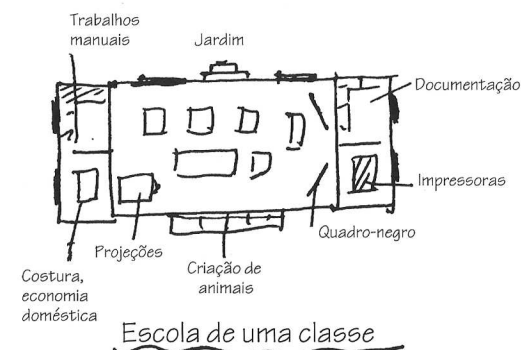 Trabalhos
manuais
Jardim
Documentação
Impressoras
Quadro-negro
Projeções
Criação de
animais
Costura,
economia
doméstica
Escola de uma classe